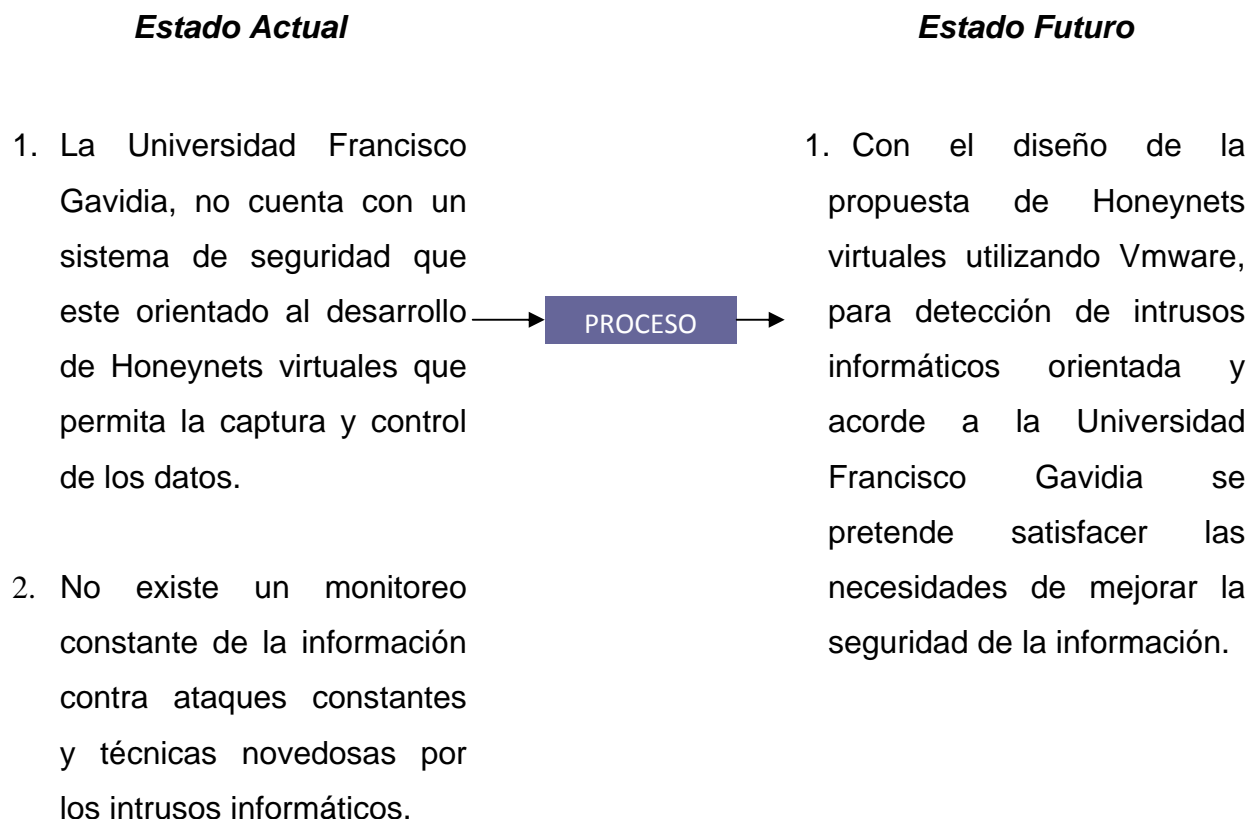 Estado Actual
1. La Universidad Francisco
Gavidia, no cuenta con un
sistema de seguridad que
este orientado al desarrollo
de Honeynets virtuales que
permita la captura y control
de los datos.
2. No existe un monitoreo
constante de la información
contra ataques constantes
y técnicas novedosas por
los intrusos informáticos.
PROCESO
Estado Futuro
1. Con el diseño de la
propuesta de Honeynets
virtuales utilizando Vmware,
para detección de intrusos
informáticos orientada y
acorde a la Universidad
Francisco Gavidia se
pretende satisfacer las
necesidades de mejorar la
seguridad de la información.